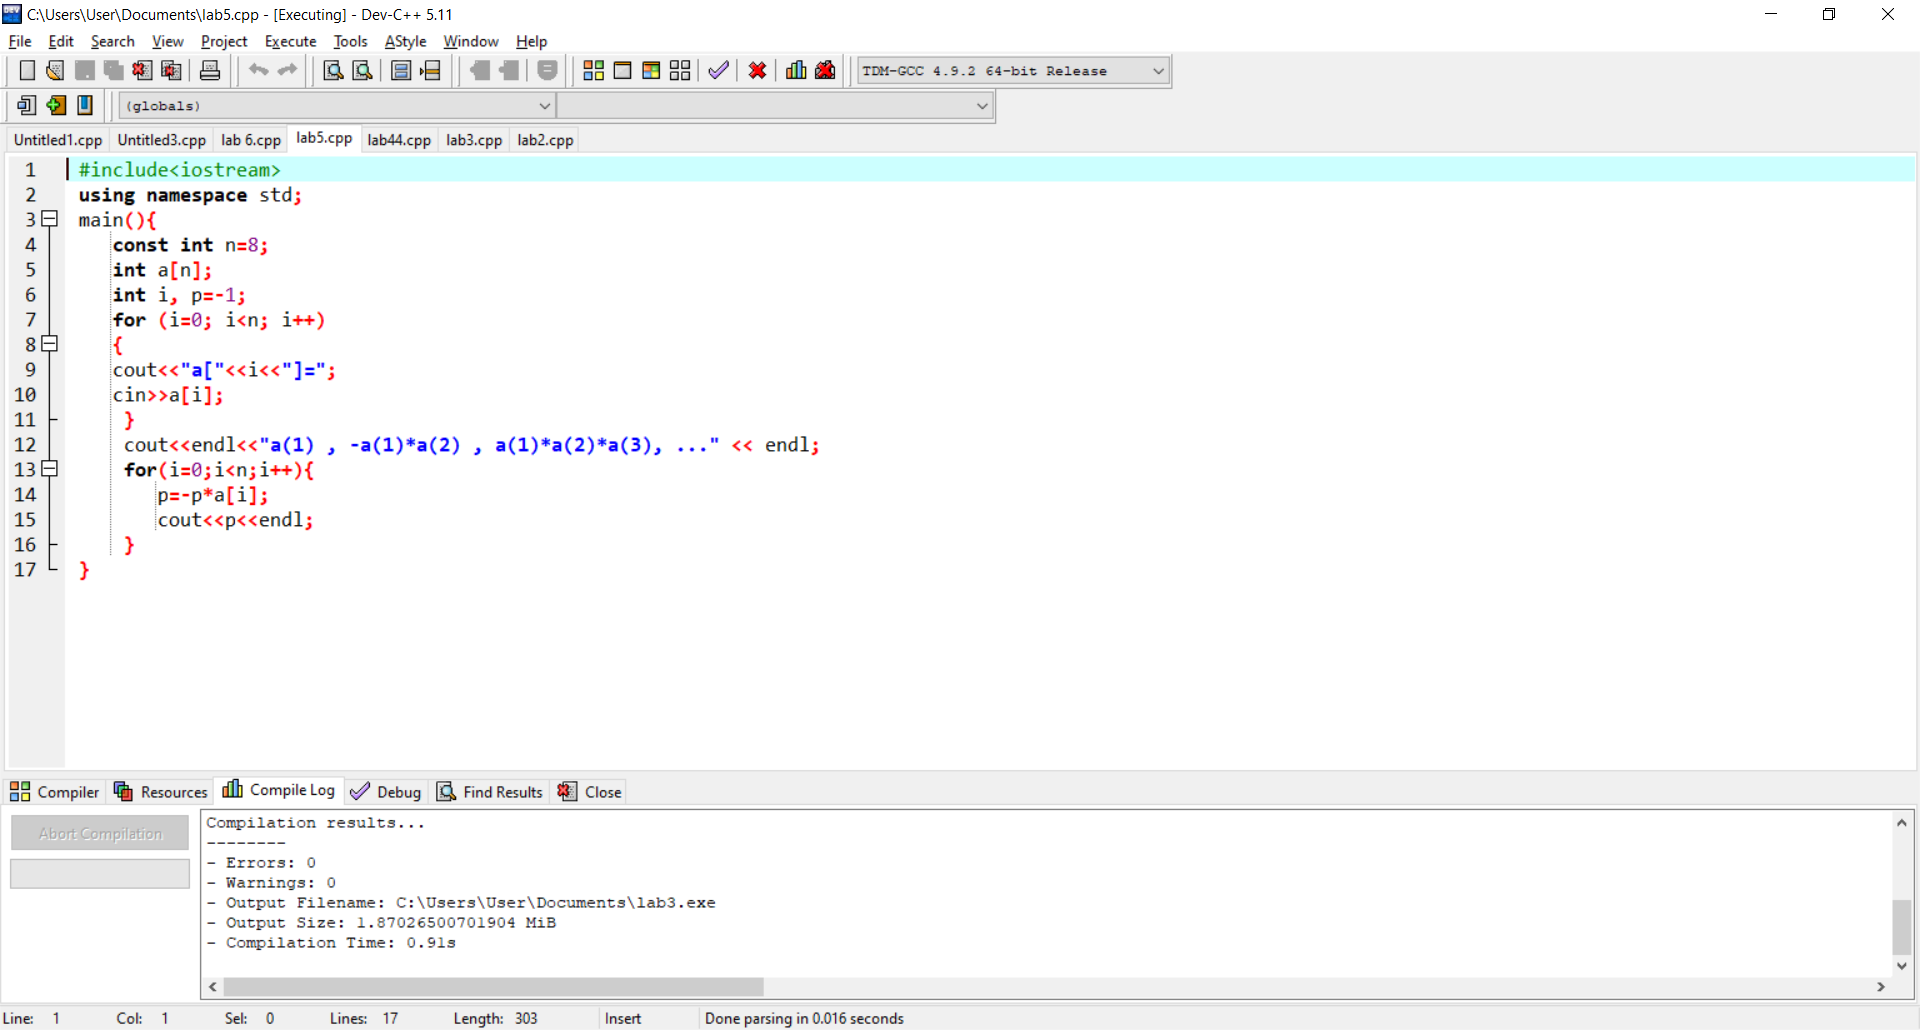 C:\Users\User\Documents\lab5.cpp - [Executing] - Dev-C++ 5.11
File Edit Search View Project Execute Tools AStyle Window Help
TDM-GCC 4.9.2 64-bit Release
(globals)
Untitled1.cpp Untitled3.cpp lab 6.cpp lab5.cpp lab44.cpp lab3.cpp lab2.cpp
1 #include<iostream>
2 using namespace std;
3 main(){
4 const int n=8;
5 int a[n];
6 int i, p=-1;
7 for (i=0; i<n; i++)
8 {
9 cout<<"a["<<i<<"]=";
10 cin>>a[i];
11 }
12 cout<<endl<<"a(1) , -a(1)*a(2) , a(1)*a(2)*a(3), ..." << endl;
13 for(i=0;i<n;i++){
14 p=-p*a[i];
15 cout<<p<<endl;
16 }
17 }
Compiler Resources Compile Log Debug Find Results Close
Abort Compilation
Compilation results...
--------
- Errors: 0
- Warnings: 0
- Output Filename: C:\Users\User\Documents\lab3.exe
- Output Size: 1.87026500701904 MiB
- Compilation Time: 0.91s
Line: 1 Col: 1 Sel: 0 Lines: 17 Length: 303 Insert Done parsing in 0.016 seconds